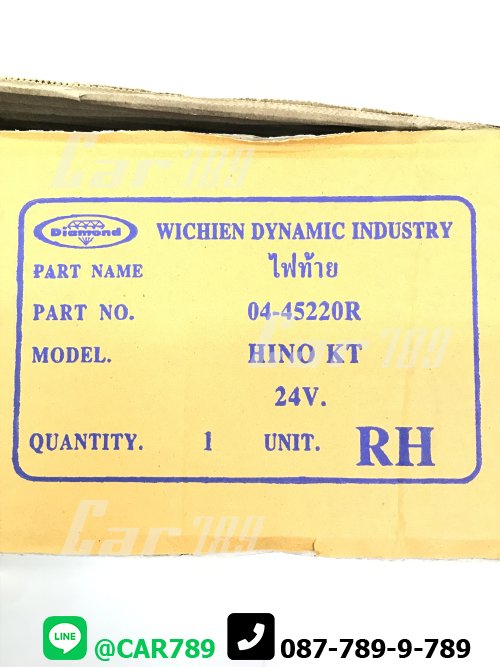 Car789
Diamond WICHIEN DYNAMIC INDUSTRY
PART NAME ไฟท้าย
PART NO. 04-45220R
MODEL. HINO KT
Car789
24V.
QUANTITY. 1 UNIT. RH
Car789
LINE @CAR789 087-789-9-789